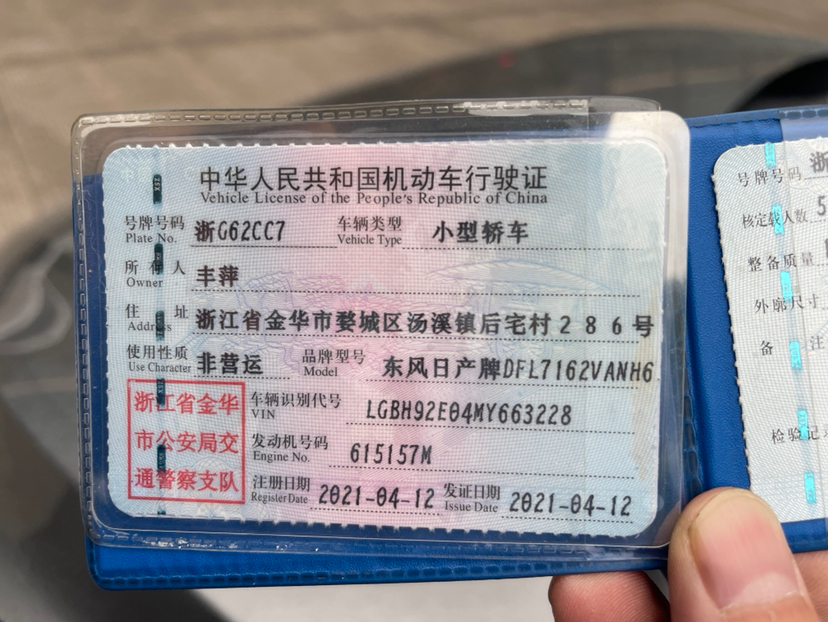 中华人民共和国机动车行驶证
Vehicle License of the People's Republic of China
号牌号码 浙G62CC7 车辆类型 小型轿车
Plate No. Vehicle Type
所有人 丰萍
Owner
住址 浙江省金华市婺城区汤溪镇后宅村286号
Address
使用性质 非营运 品牌型号 东风日产牌DFL7162VANH6
Use Character Model
浙江省金华
市公安局交
通警察支队
车辆识别代号 LGBH92E04MY663228
VIN
发动机号码 615157M
Engine No.
注册日期 2021-04-12 发证日期 2021-04-12
Register Date Issue Date
号牌号码 浙
核定载人数 5
整备质量
外廓尺寸
备注
检验记